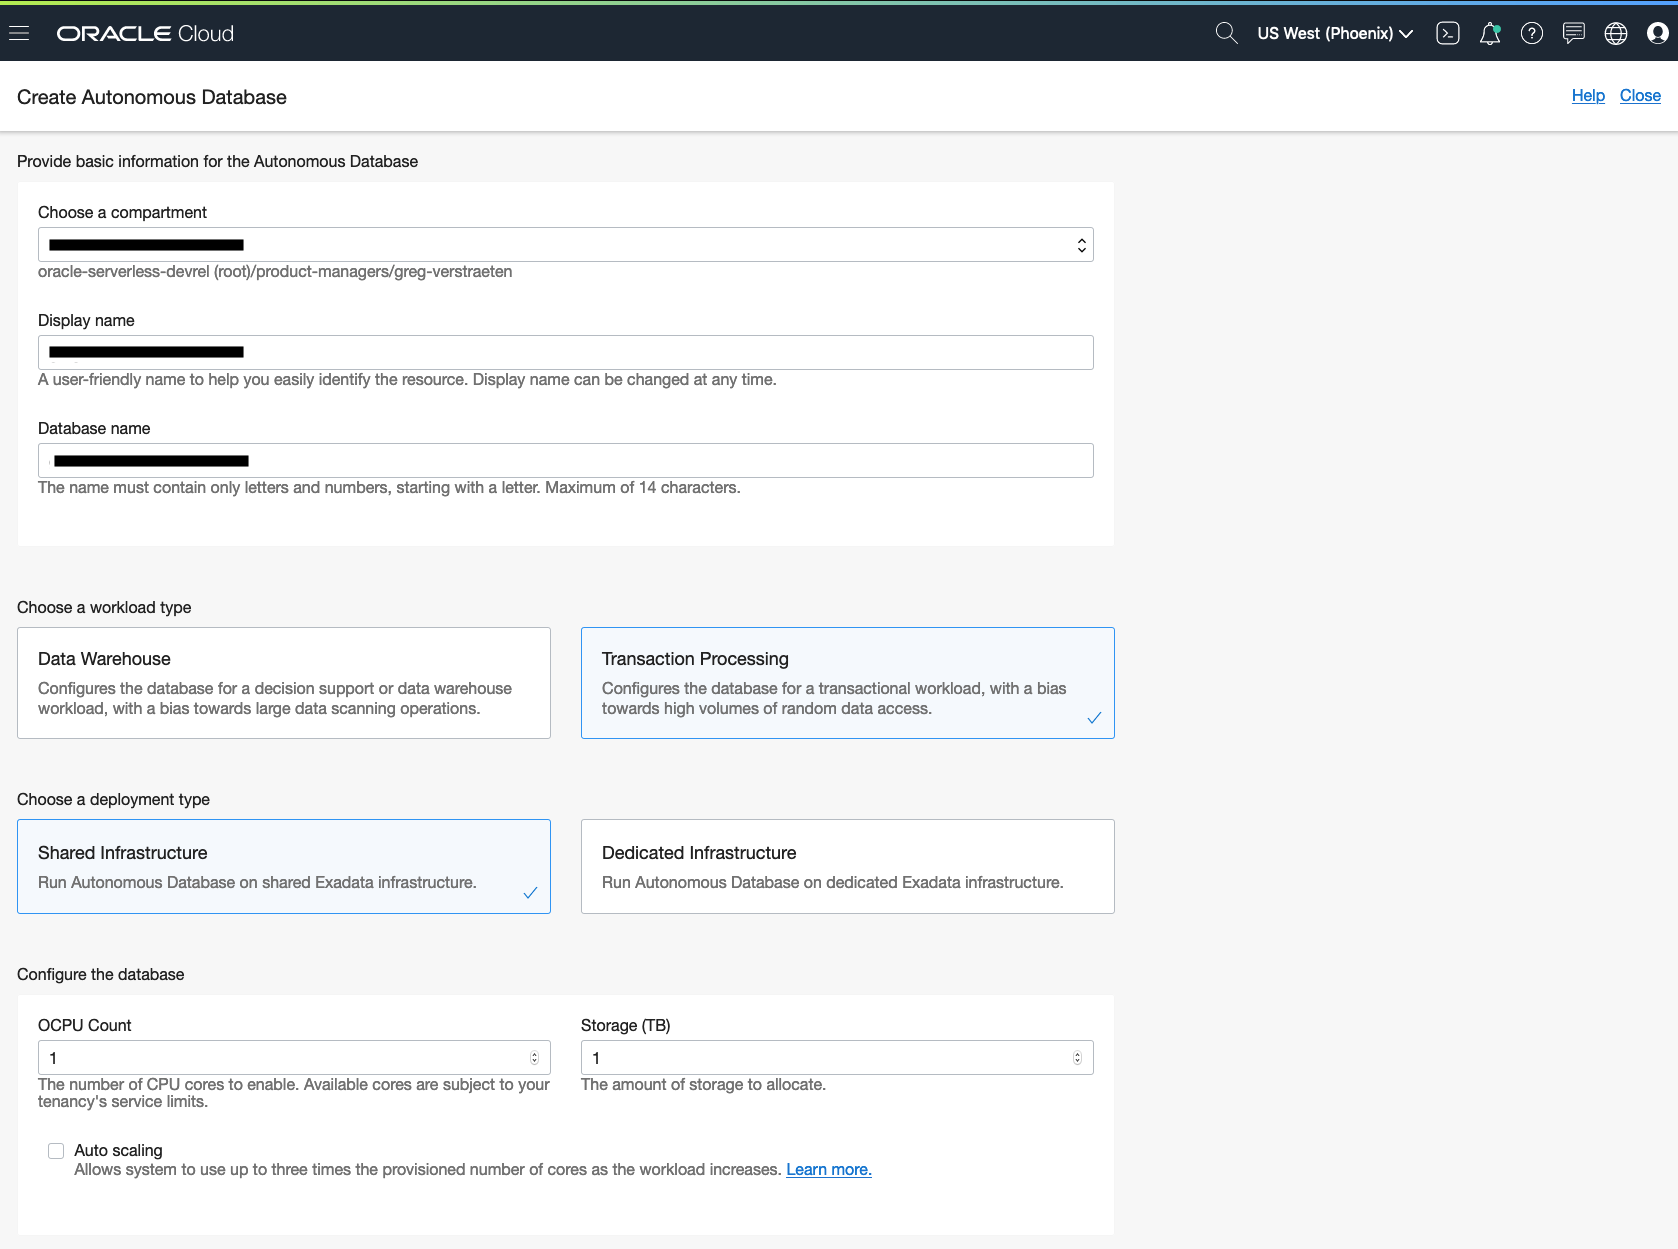 ORACLE Cloud
US West (Phoenix)
Create Autonomous Database
Help Close
Provide basic information for the Autonomous Database
Choose a compartment
oracle-serverless-devrel (root)/product-managers/greg-verstraeten
Display name
A user-friendly name to help you easily identify the resource. Display name can be changed at any time.
Database name
The name must contain only letters and numbers, starting with a letter. Maximum of 14 characters.
Choose a workload type
Data Warehouse
Configures the database for a decision support or data warehouse
workload, with a bias towards large data scanning operations.
Transaction Processing
Configures the database for a transactional workload, with a bias
towards high volumes of random data access.
Choose a deployment type
Shared Infrastructure
Run Autonomous Database on shared Exadata infrastructure.
Dedicated Infrastructure
Run Autonomous Database on dedicated Exadata infrastructure.
Configure the database
OCPU Count
1
The number of CPU cores to enable. Available cores are subject to your
tenancy's service limits.
Storage (TB)
1
The amount of storage to allocate.
Auto scaling
Allows system to use up to three times the provisioned number of cores as the workload increases. Learn more.